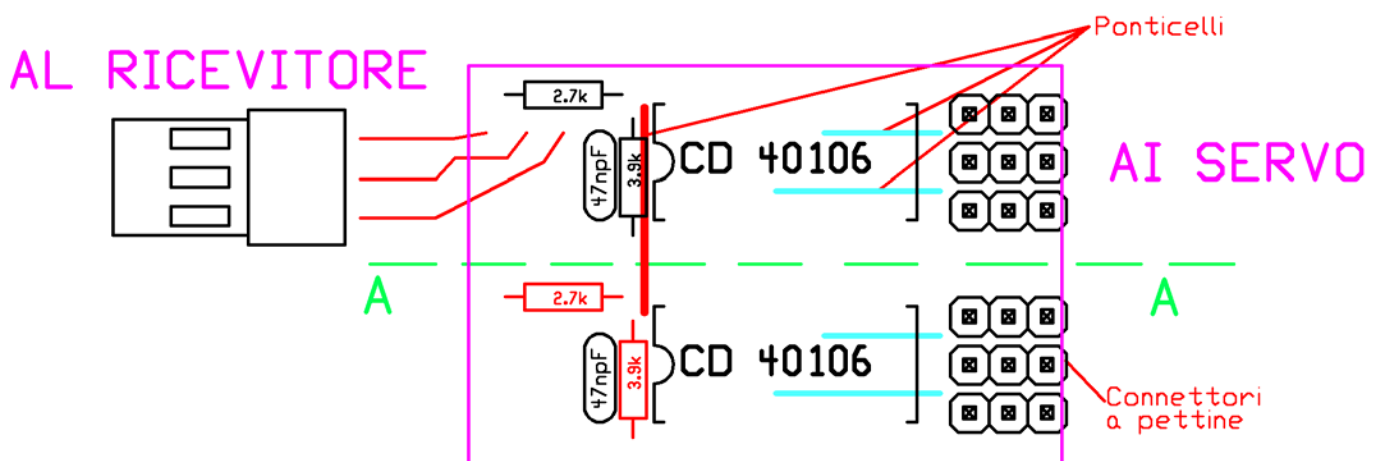 Ponticelli
AL RICEVITORE
2.7k
47npF
3.9k
CD 40106
AI SERVO
A
A
2.7k
47npF
3.9k
CD 40106
Connettori
a pettine